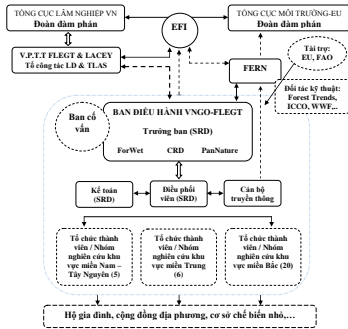 TỔNG CỤC LÂM NGHIỆP VN
Đoàn đàm phán
EFI
TỔNG CỤC MÔI TRƯỜNG-EU
Đoàn đàm phán
V.P.T.T FLEGT & LACEY
Tổ công tác LD & TLAS
FERN
Tài trợ:
EU, FAO
Đối tác kỹ thuật:
Forest Trends,
ICCO, WWF,..
Ban cố
vấn
BAN ĐIỀU HÀNH VNGO-FLEGT
Trưởng ban (SRD)
ForWet CRD PanNature
Kế toán
(SRD)
Điều phối
viên (SRD)
Cán bộ
truyền thông
Tổ chức thành
viên / Nhóm
nghiên cứu khu
vực miền Nam –
Tây Nguyên (5)
Tổ chức thành
viên / Nhóm
nghiên cứu khu
vực miền Trung
(6)
Tổ chức thành
viên / Nhóm
nghiên cứu khu
vực miền Bắc (20)
Hộ gia đình, cộng đồng địa phương, cơ sở chế biến nhỏ,…